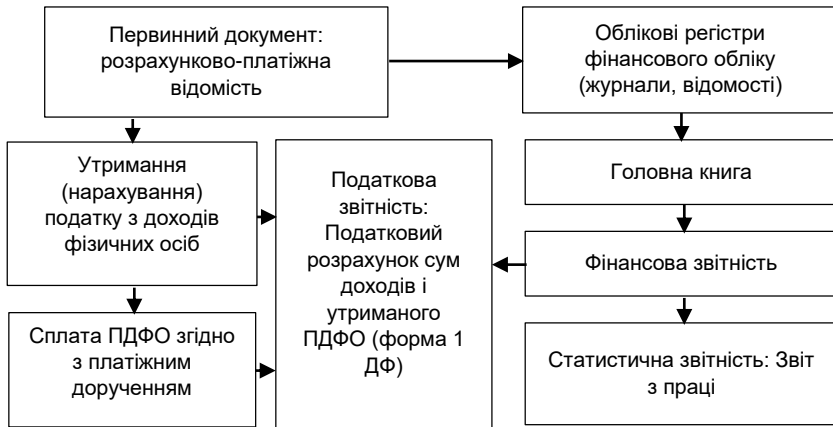 Первинний документ:
розрахунково-платіжна
відомість
Облікові регістри
фінансового обліку
(журнали, відомості)
Утримання
(нарахування)
податку з доходів
фізичних осіб
Податкова
звітність:
Податковий
розрахунок сум
доходів і
утриманого
ПДФО (форма 1
ДФ)
Головна книга
Фінансова звітність
Сплата ПДФО згідно
з платіжним
дорученням
Статистична звітність: Звіт
з праці